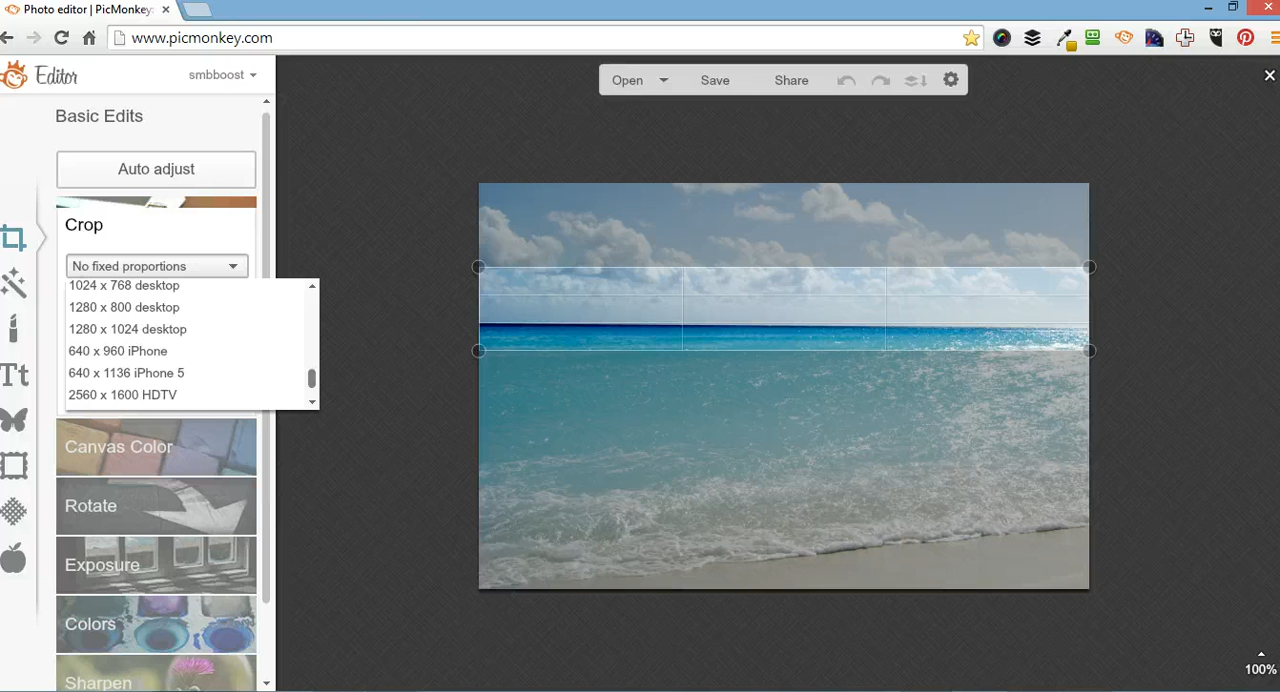 Photo editor | PicMonkey:
www.picmonkey.com
Editor
smbboost
Open
Save
Share
Basic Edits
Auto adjust
Crop
No fixed proportions
1024 x 768 desktop
1280 x 800 desktop
1280 x 1024 desktop
640 x 960 iPhone
640 x 1136 iPhone 5
2560 x 1600 HDTV
Tt
Canvas Color
Rotate
Exposure
Colors
Sharpen
100%